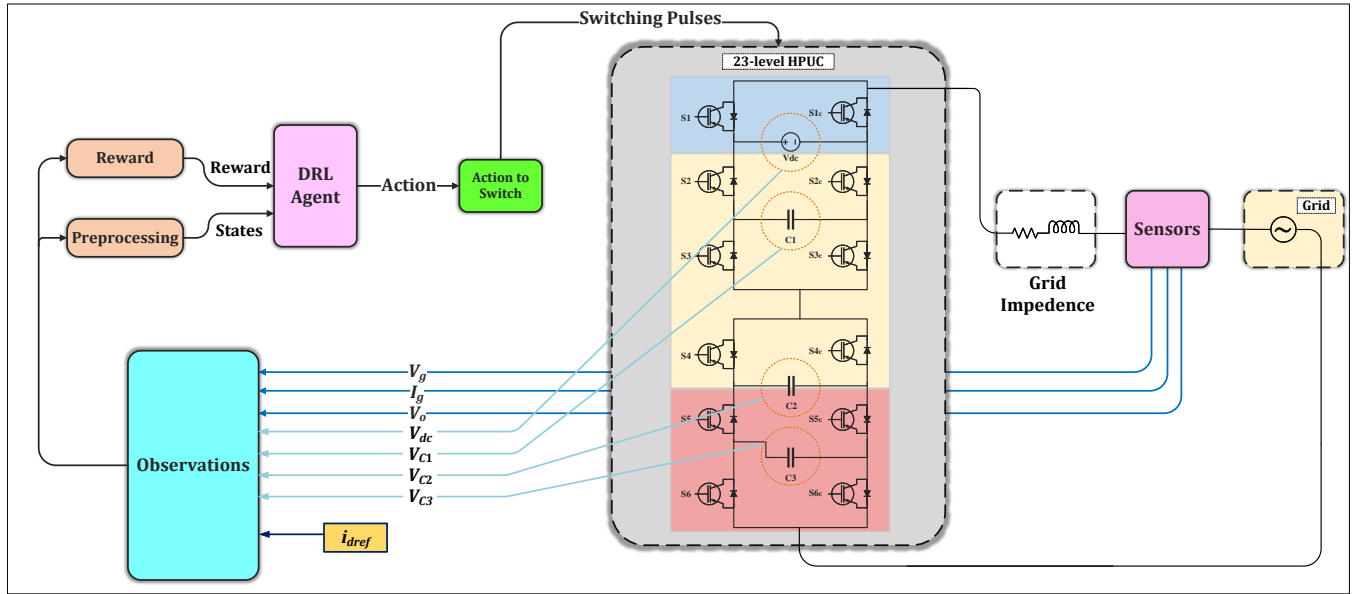 Switching Pulses
23-level HPUC
S1
S1c
+ -
Vdc
S2
S2c
C1
S3
S3c
S4
S4c
C2
S5
S5c
C3
S6
S6c
Reward
Reward
DRL
Agent
Action
Action to
Switch
Preprocessing
States
Grid
Sensors
Grid
Impedence
Observations
Vg
Ig
Vo
Vdc
VC1
VC2
VC3
idref